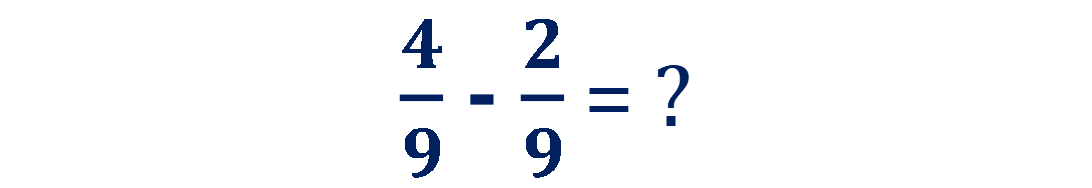 4/9 - 2/9 = ?